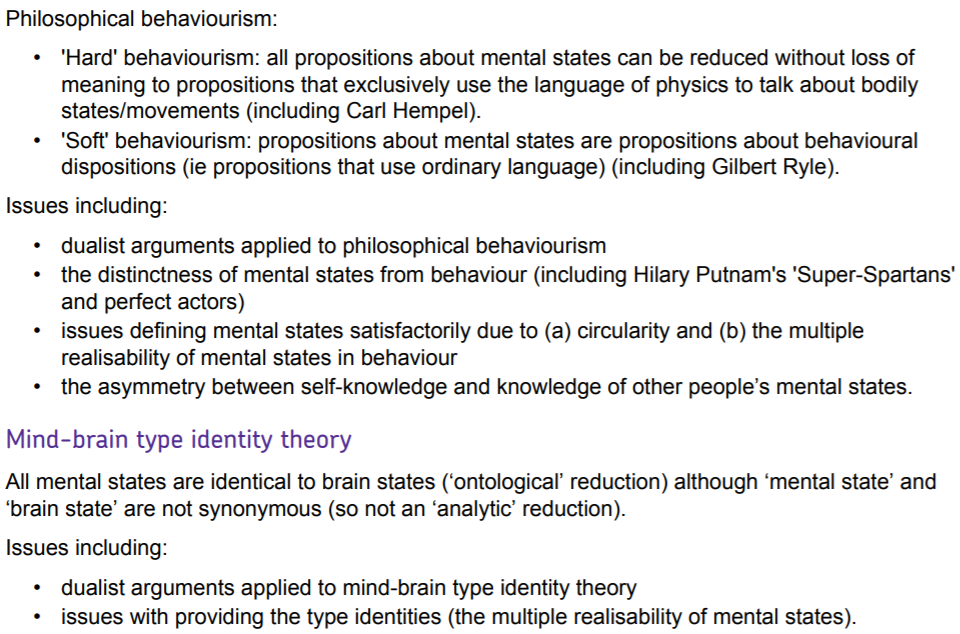 Philosophical behaviourism:
• 'Hard' behaviourism: all propositions about mental states can be reduced without loss of
meaning to propositions that exclusively use the language of physics to talk about bodily
states/movements (including Carl Hempel).
• 'Soft' behaviourism: propositions about mental states are propositions about behavioural
dispositions (ie propositions that use ordinary language) (including Gilbert Ryle).
Issues including:
• dualist arguments applied to philosophical behaviourism
• the distinctness of mental states from behaviour (including Hilary Putnam's 'Super-Spartans'
and perfect actors)
• issues defining mental states satisfactorily due to (a) circularity and (b) the multiple
realisability of mental states in behaviour
• the asymmetry between self-knowledge and knowledge of other people’s mental states.
Mind-brain type identity theory
All mental states are identical to brain states (‘ontological’ reduction) although ‘mental state’ and
‘brain state’ are not synonymous (so not an ‘analytic’ reduction).
Issues including:
• dualist arguments applied to mind-brain type identity theory
• issues with providing the type identities (the multiple realisability of mental states).